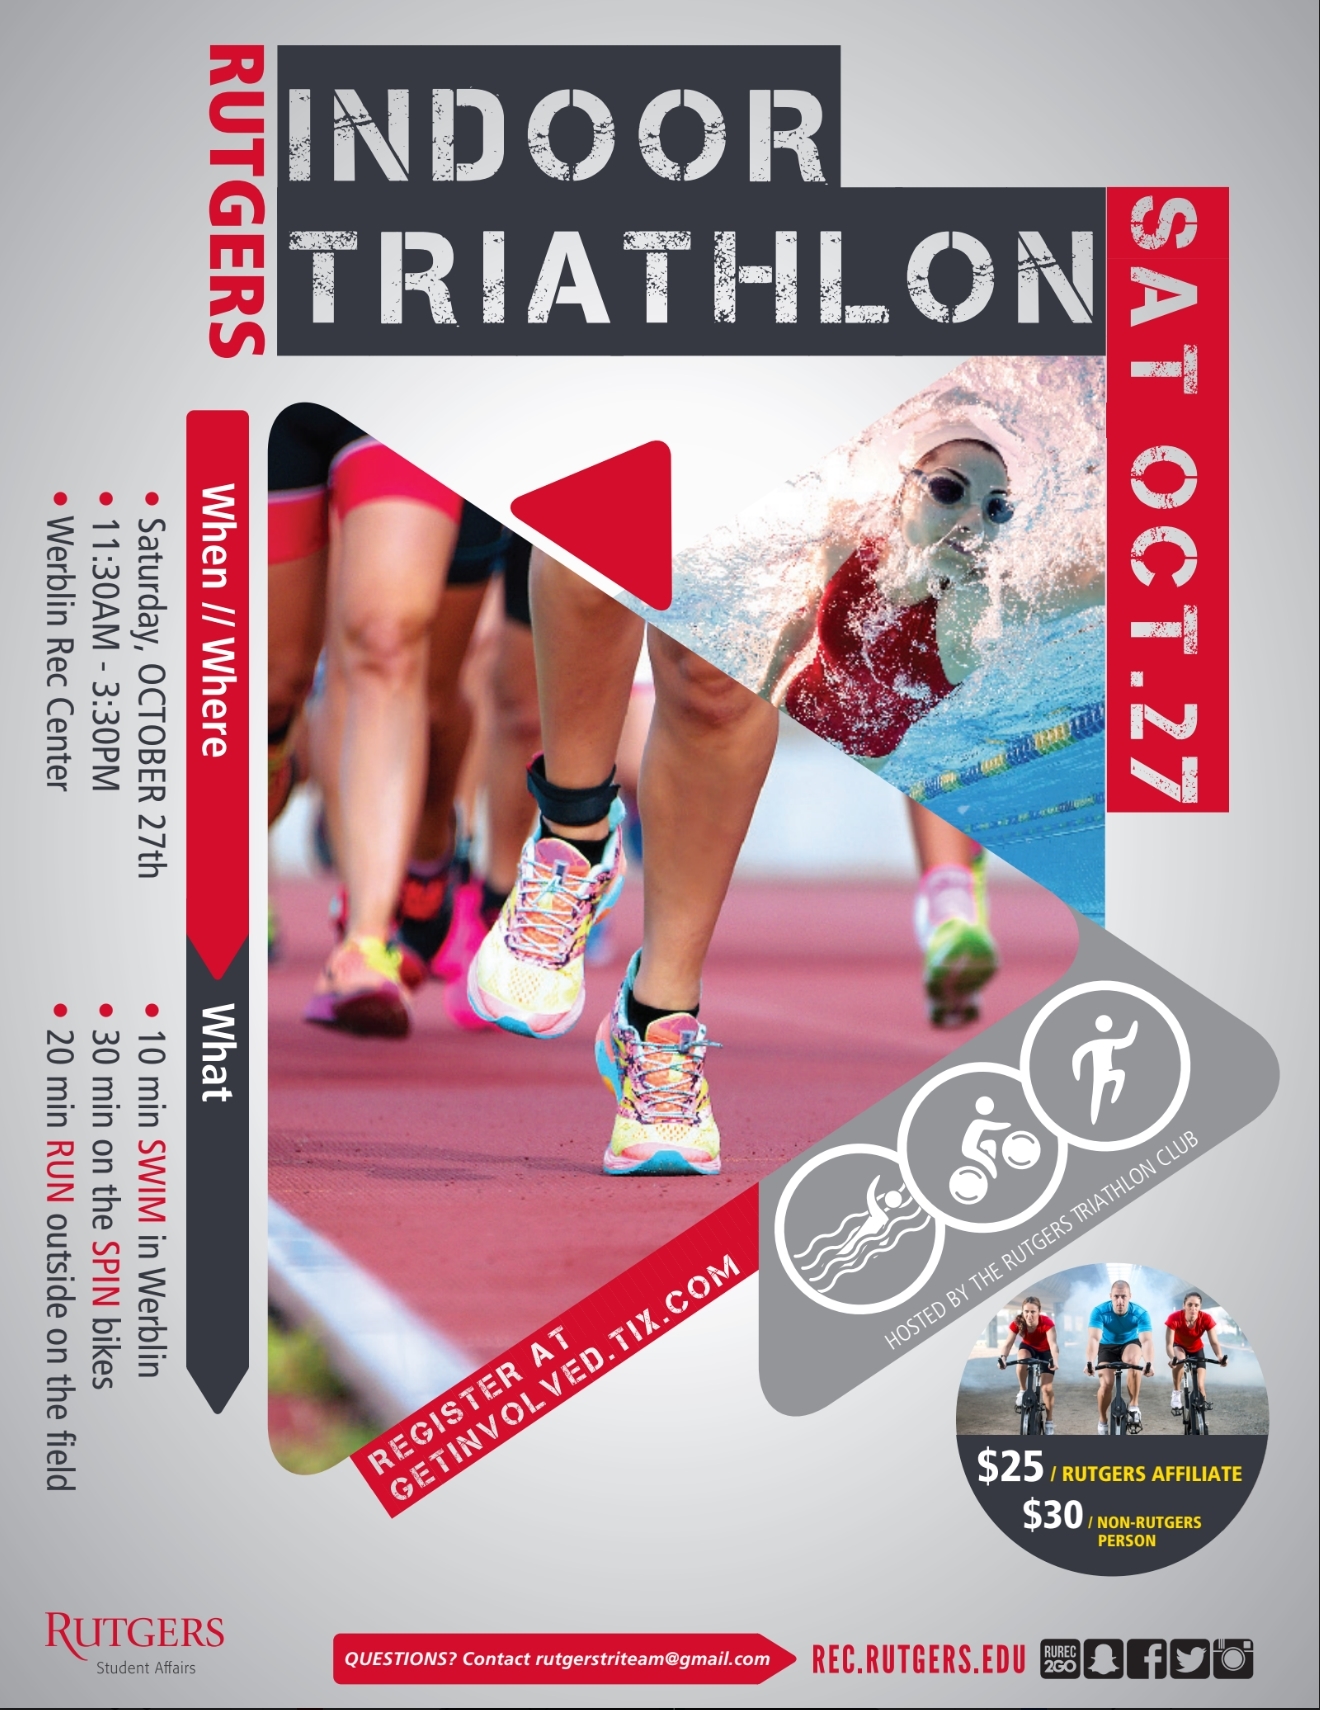 RUTGERS
INDOOR
TRIATHLON
SAT OCT.27
When // Where
• Saturday, OCTOBER 27th
• 11:30AM - 3:30PM
• Werblin Rec Center
What
• 10 min SWIM in Werblin
• 30 min on the SPIN bikes
• 20 min RUN outside on the field
HOSTED BY THE RUTGERS TRIATHLON CLUB
REGISTER AT
GETINVOLVED.TIX.COM
$25 / RUTGERS AFFILIATE
$30 / NON-RUTGERS
PERSON
RUTGERS
Student Affairs
QUESTIONS? Contact rutgerstriteam@gmail.com
REC.RUTGERS.EDU
RUREC
2GO